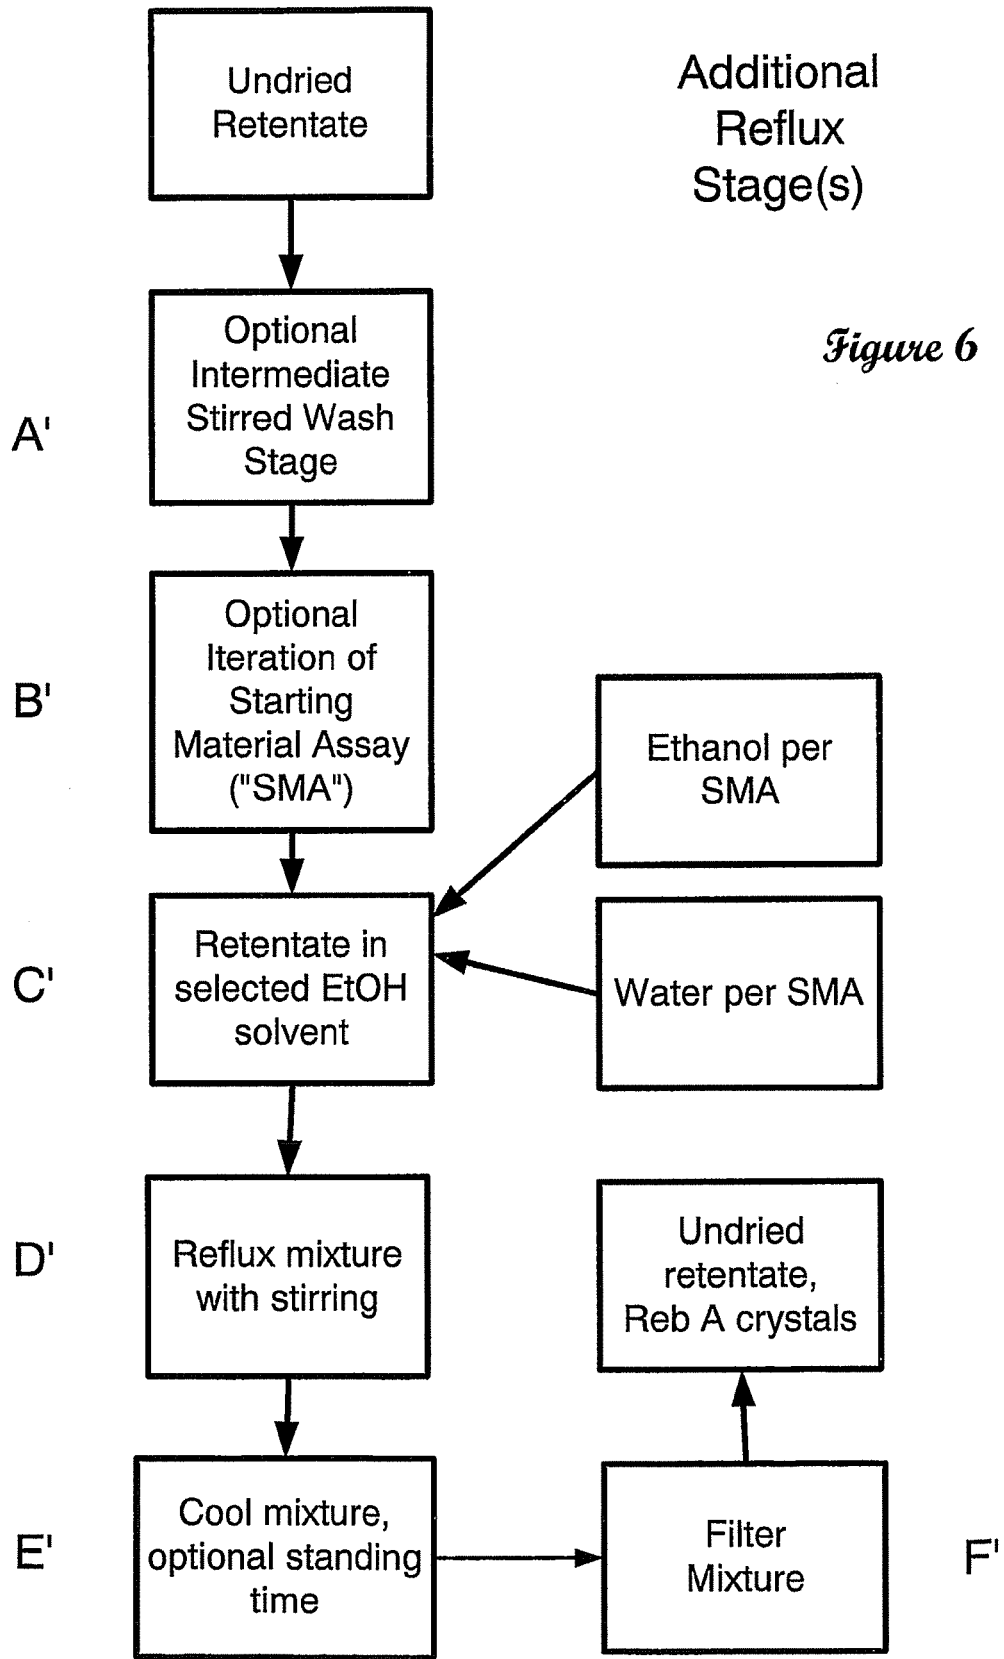 Undried
Retentate
Additional
Reflux
Stage(s)
Figure 6
A'
Optional
Intermediate
Stirred Wash
Stage
B'
Optional
Iteration of
Starting
Material Assay
("SMA")
Ethanol per
SMA
C'
Retentate in
selected EtOH
solvent
Water per SMA
D'
Reflux mixture
with stirring
Undried
retentate,
Reb A crystals
E'
Cool mixture,
optional standing
time
Filter
Mixture
F'